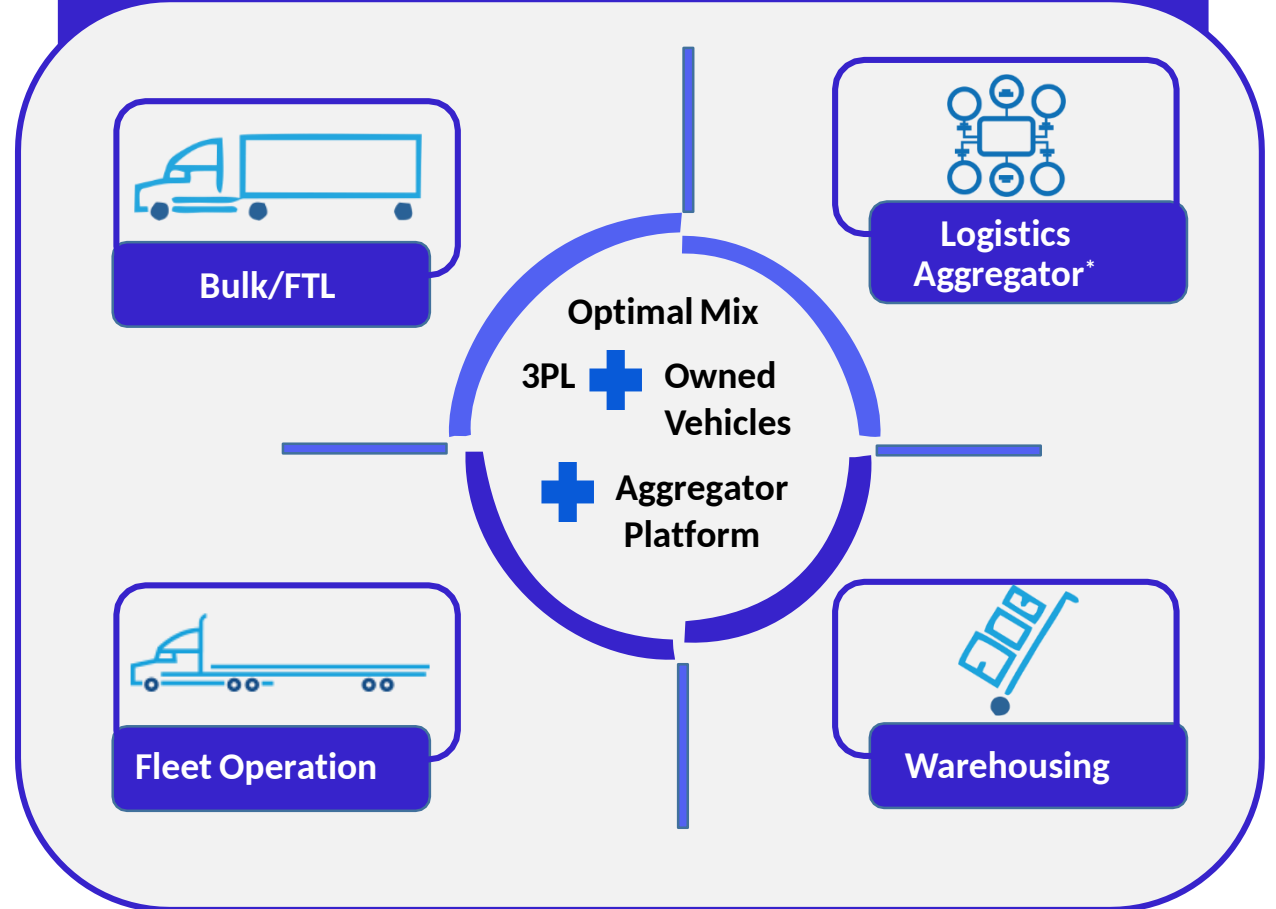 Bulk/FTL
Logistics
Aggregator*
Optimal Mix
3PL
Owned
Vehicles
Aggregator
Platform
Fleet Operation
Warehousing